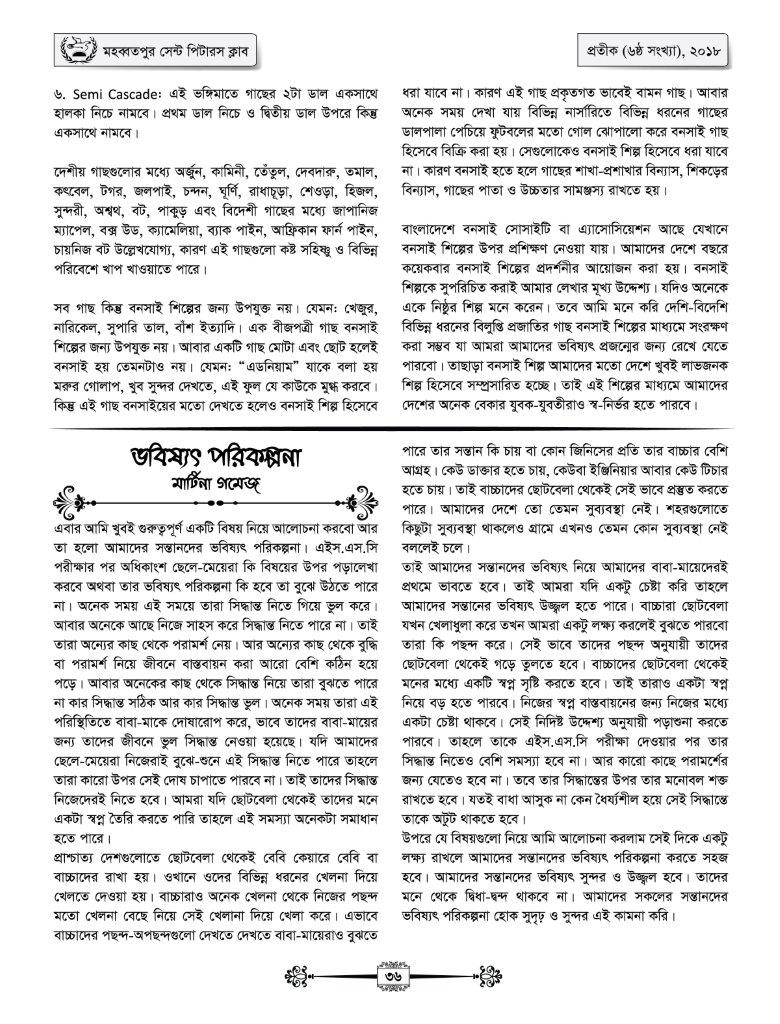 মহব্বতপুর সেন্ট পিটারস ক্লাব
প্রতীক (৬ষ্ঠ সংখ্যা), ২০১৮
৬. Semi Cascade: এই ভঙ্গিমাতে গাছের ২টা ডাল একসাথে
হালকা নিচে নামবে। প্রথম ডাল নিচে ও দ্বিতীয় ডাল উপরে কিন্তু
একসাথে নামবে।
দেশীয় গাছগুলোর মধ্যে অর্জুন, কামিনী, তেঁতুল, দেবদারু, তমাল,
কৎবেল, টগর, জলপাই, চন্দন, ঘূর্ণি, রাধাচূড়া, শেওড়া, হিজল,
সুন্দরী, অশ্বথ, বট, পাকুড় এবং বিদেশী গাছের মধ্যে জাপানিজ
ম্যাপেল, বক্স উড, ক্যামেলিয়া, ব্যাক পাইন, আফ্রিকান ফার্ন পাইন,
চায়নিজ বট উল্লেখযোগ্য, কারণ এই গাছগুলো কষ্ট সহিষ্ণু ও বিভিন্ন
পরিবেশে খাপ খাওয়াতে পারে।
সব গাছ কিন্তু বনসাই শিল্পের জন্য উপযুক্ত নয়। যেমন: খেজুর,
নারিকেল, সুপারি তাল, বাঁশ ইত্যাদি। এক বীজপত্রী গাছ বনসাই
শিল্পের জন্য উপযুক্ত নয়। আবার একটি গাছ মোটা এবং ছোট হলেই
বনসাই হয় তেমনটাও নয়। যেমন: “এডনিয়াম” যাকে বলা হয়
মরুর গোলাপ, খুব সুন্দর দেখতে, এই ফুল যে কাউকে মুগ্ধ করবে।
কিন্তু এই গাছ বনসাইয়ের মতো দেখতে হলেও বনসাই শিল্প হিসেবে
ধরা যাবে না। কারণ এই গাছ প্রকৃতগত ভাবেই বামন গাছ। আবার
অনেক সময় দেখা যায় বিভিন্ন নার্সারিতে বিভিন্ন ধরনের গাছের
ডালপালা পেচিয়ে ফুটবলের মতো গোল ঝোপালো করে বনসাই গাছ
হিসেবে বিক্রি করা হয়। সেগুলোকেও বনসাই শিল্প হিসেবে ধরা যাবে
না। কারণ বনসাই হতে হলে গাছের শাখা-প্রশাখার বিন্যাস, শিকড়ের
বিন্যাস, গাছের পাতা ও উচ্চতার সামঞ্জস্য রাখতে হয়।
বাংলাদেশে বনসাই সোসাইটি বা এ্যাসোসিয়েশন আছে যেখানে
বনসাই শিল্পের উপর প্রশিক্ষণ নেওয়া যায়। আমাদের দেশে বছরে
কয়েকবার বনসাই শিল্পের প্রদর্শনীর আয়োজন করা হয়। বনসাই
শিল্পকে সুপরিচিত করাই আমার লেখার মূখ্য উদ্দেশ্য। যদিও অনেকে
একে নিষ্ঠুর শিল্প মনে করেন। তবে আমি মনে করি দেশি-বিদেশি
বিভিন্ন ধরনের বিলুপ্তি প্রজাতির গাছ বনসাই শিল্পের মাধ্যমে সংরক্ষণ
করা সম্ভব যা আমরা আমাদের ভবিষ্যৎ প্রজন্মের জন্য রেখে যেতে
পারবো। তাছাড়া বনসাই শিল্প আমাদের মতো দেশে খুবই লাভজনক
শিল্প হিসেবে সম্প্রসারিত হচ্ছে। তাই এই শিল্পের মাধ্যমে আমাদের
দেশের অনেক বেকার যুবক-যুবতীরাও স্ব-নির্ভর হতে পারবে।
ভবিষ্যৎ পরিকল্পনা
মার্টিনা গমেজ
এবার আমি খুবই গুরুত্বপূর্ণ একটি বিষয় নিয়ে আলোচনা করবো আর
তা হলো আমাদের সন্তানদের ভবিষ্যৎ পরিকল্পনা। এইস.এস.সি
পরীক্ষার পর অধিকাংশ ছেলে-মেয়েরা কি বিষয়ের উপর পড়ালেখা
করবে অথবা তার ভবিষ্যৎ পরিকল্পনা কি হবে তা বুঝে উঠতে পারে
না। অনেক সময় এই সময়ে তারা সিদ্ধান্ত নিতে গিয়ে ভুল করে।
আবার অনেকে আছে নিজে সাহস করে সিদ্ধান্ত নিতে পারে না। তাই
তারা অন্যের কাছ থেকে পরামর্শ নেয়। আর অন্যের কাছ থেকে বুদ্ধি
বা পরামর্শ নিয়ে জীবনে বাস্তবায়ন করা আরো বেশি কঠিন হয়ে
পড়ে। আবার অনেকের কাছ থেকে সিদ্ধান্ত নিয়ে তারা বুঝতে পারে
না কার সিদ্ধান্ত সঠিক আর কার সিদ্ধান্ত ভুল। অনেক সময় তারা এই
পরিস্থিতিতে বাবা-মাকে দোষারোপ করে, ভাবে তাদের বাবা-মায়ের
জন্য তাদের জীবনে ভুল সিদ্ধান্ত নেওয়া হয়েছে। যদি আমাদের
ছেলে-মেয়েরা নিজেরাই বুঝে-শুনে এই সিদ্ধান্ত নিতে পারে তাহলে
তারা কারো উপর সেই দোষ চাপাতে পারবে না। তাই তাদের সিদ্ধান্ত
নিজেদেরই নিতে হবে। আমরা যদি ছোটবেলা থেকেই তাদের মনে
একটা স্বপ্ন তৈরি করতে পারি তাহলে এই সমস্যা অনেকটা সমাধান
হতে পারে।
প্রাশ্চাত্য দেশগুলোতে ছোটবেলা থেকেই বেবি কেয়ারে বেবি বা
বাচ্চাদের রাখা হয়। ওখানে ওদের বিভিন্ন ধরনের খেলনা দিয়ে
খেলতে দেওয়া হয়। বাচ্চারাও অনেক খেলনা থেকে নিজের পছন্দ
মতো খেলনা বেছে নিয়ে সেই খেলানা দিয়ে খেলা করে। এভাবে
বাচ্চাদের পছন্দ-অপছন্দগুলো দেখতে দেখতে বাবা-মায়েরাও বুঝতে
পারে তার সন্তান কি চায় বা কোন জিনিসের প্রতি তার বাচ্চার বেশি
আগ্রহ। কেউ ডাক্তার হতে চায়, কেউবা ইঞ্জিনিয়ার আবার কেউ টিচার
হতে চায়। তাই বাচ্চাদের ছোটবেলা থেকেই সেই ভাবে প্রস্তুত করতে
পারে। আমাদের দেশে তো তেমন সুব্যবস্থা নেই। শহরগুলোতে
কিছুটা সুব্যবস্থা থাকলেও গ্রামে এখনও তেমন কোন সুব্যবস্থা নেই
বললেই চলে।
তাই আমাদের সন্তানদের ভবিষ্যৎ নিয়ে আমাদের বাবা-মায়েদেরই
প্রথমে ভাবতে হবে। তাই আমরা যদি একটু চেষ্টা করি তাহলে
আমাদের সন্তানের ভবিষ্যৎ উজ্জ্বল হতে পারে। বাচ্চারা ছোটবেলা
যখন খেলাধুলা করে তখন আমরা একটু লক্ষ্য করলেই বুঝতে পারবো
তারা কি পছন্দ করে। সেই ভাবে তাদের পছন্দ অনুযায়ী তাদের
ছোটবেলা থেকেই গড়ে তুলতে হবে। বাচ্চাদের ছোটবেলা থেকেই
মনের মধ্যে একটি স্বপ্ন সৃষ্টি করতে হবে। তাই তারাও একটা স্বপ্ন
নিয়ে বড় হতে পারবে। নিজের স্বপ্ন বাস্তবায়নের জন্য নিজের মধ্যে
একটা চেষ্টা থাকবে। সেই নিদিষ্ট উদ্দেশ্য অনুযায়ী পড়াশুনা করতে
পারবে। তাহলে তাকে এইস.এস.সি পরীক্ষা দেওয়ার পর তার
সিদ্ধান্ত নিতেও বেশি সমস্যা হবে না। আর কারো কাছে পরামর্শের
জন্য যেতেও হবে না। তবে তার সিদ্ধান্তের উপর তার মনোবল শক্ত
রাখতে হবে। যতই বাধা আসুক না কেন ধৈর্য্যশীল হয়ে সেই সিদ্ধান্তে
তাকে অটুট থাকতে হবে।
উপরে যে বিষয়গুলো নিয়ে আমি আলোচনা করলাম সেই দিকে একটু
লক্ষ্য রাখলে আমাদের সন্তানদের ভবিষ্যৎ পরিকল্পনা করতে সহজ
হবে। আমাদের সন্তানদের ভবিষ্যৎ সুন্দর ও উজ্জ্বল হবে। তাদের
মনে থেকে দ্বিধা-দ্বন্দ থাকবে না। আমাদের সকলের সন্তানদের
ভবিষ্যৎ পরিকল্পনা হোক সুদৃঢ় ও সুন্দর এই কামনা করি।
৩৬